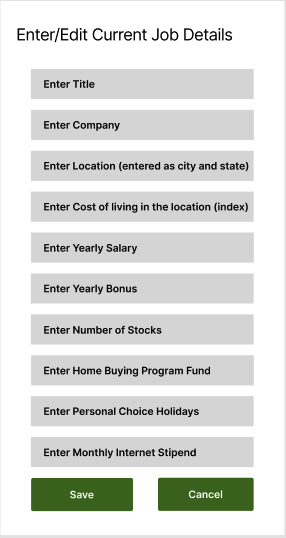 Enter/Edit Current Job Details
Enter Title
Enter Company
Enter Location (entered as city and state)
Enter Cost of living in the location (index)
Enter Yearly Salary
Enter Yearly Bonus
Enter Number of Stocks
Enter Home Buying Program Fund
Enter Personal Choice Holidays
Enter Monthly Internet Stipend
Save Cancel